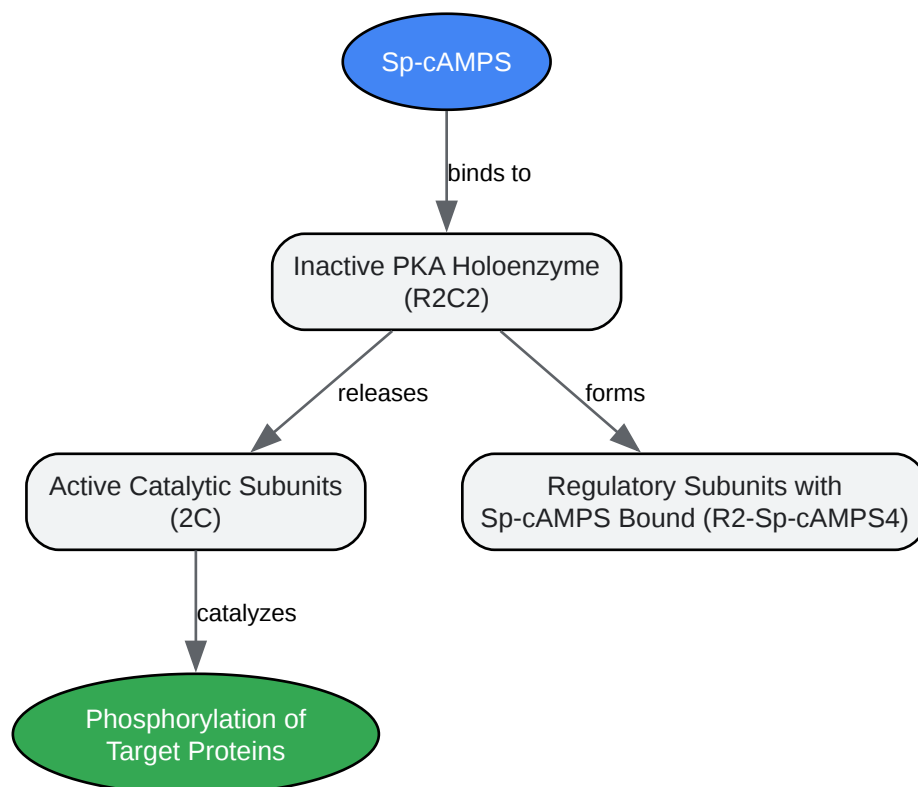 Sp-cAMPS
binds to
Inactive PKA Holoenzyme
(R2C2)
releases
forms
Active Catalytic Subunits
(2C)
Regulatory Subunits with
Sp-cAMPS Bound (R2-Sp-cAMPS4)
catalyzes
Phosphorylation of
Target Proteins